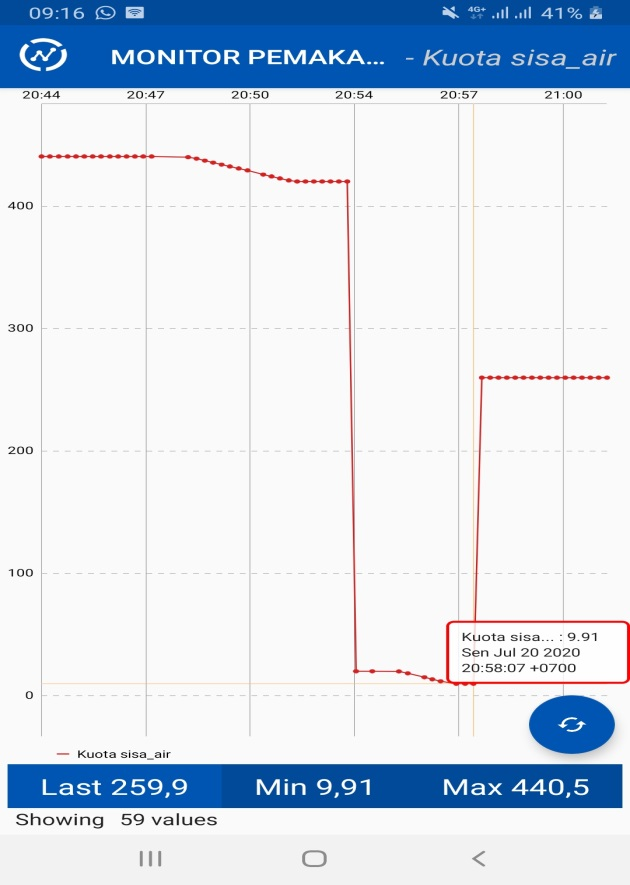 09:16 4G+ 41%
MONITOR PEMAKA... - Kuota sisa_air
20:44 20:47 20:50 20:54 20:57 21:00
400
300
200
100
Kuota sisa... : 9.91
Sen Jul 20 2020
20:58:07 +0700
0
Kuota sisa_air
Last 259,9 Min 9,91 Max 440,5
Showing 59 values